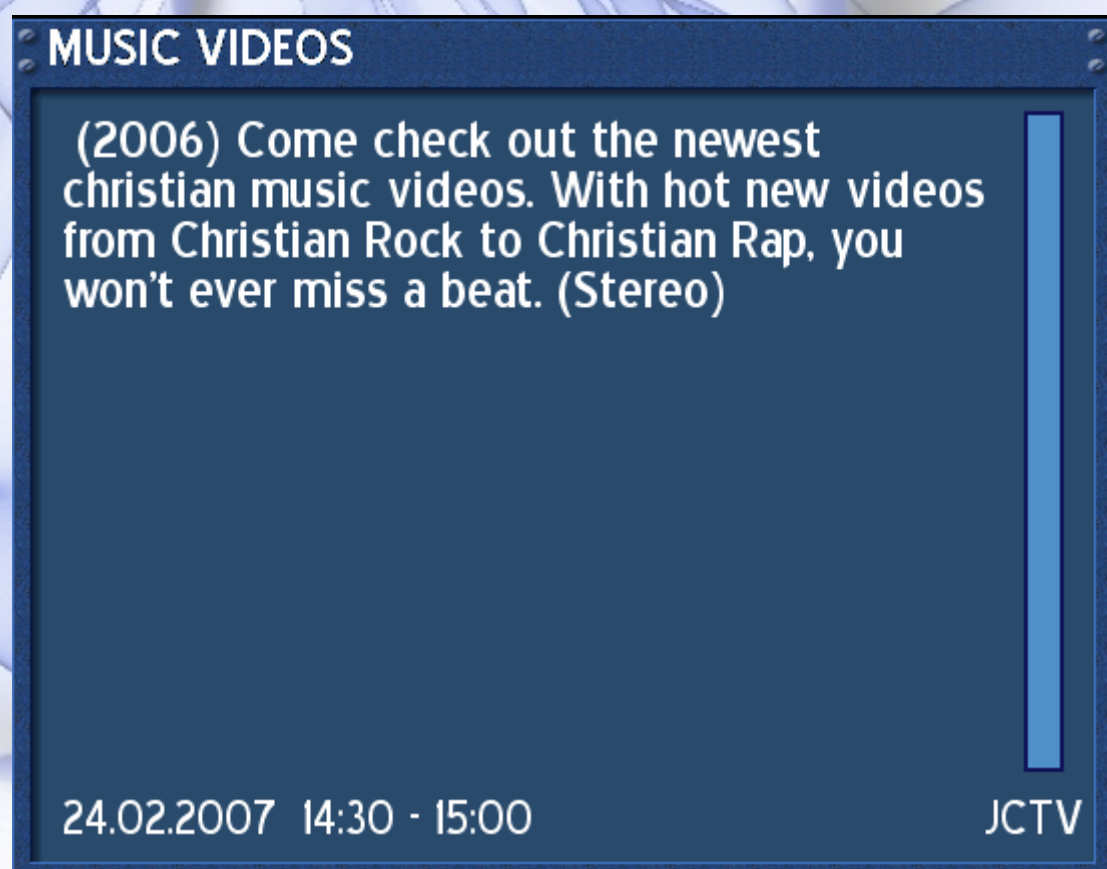 MUSIC VIDEOS
(2006) Come check out the newest
christian music videos. With hot new videos
from Christian Rock to Christian Rap, you
won't ever miss a beat. (Stereo)
24.02.2007 14:30 - 15:00 JCTV